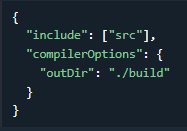 {
  "include": ["src"],
  "compilerOptions": {
    "outDir": "./build"
  }
}